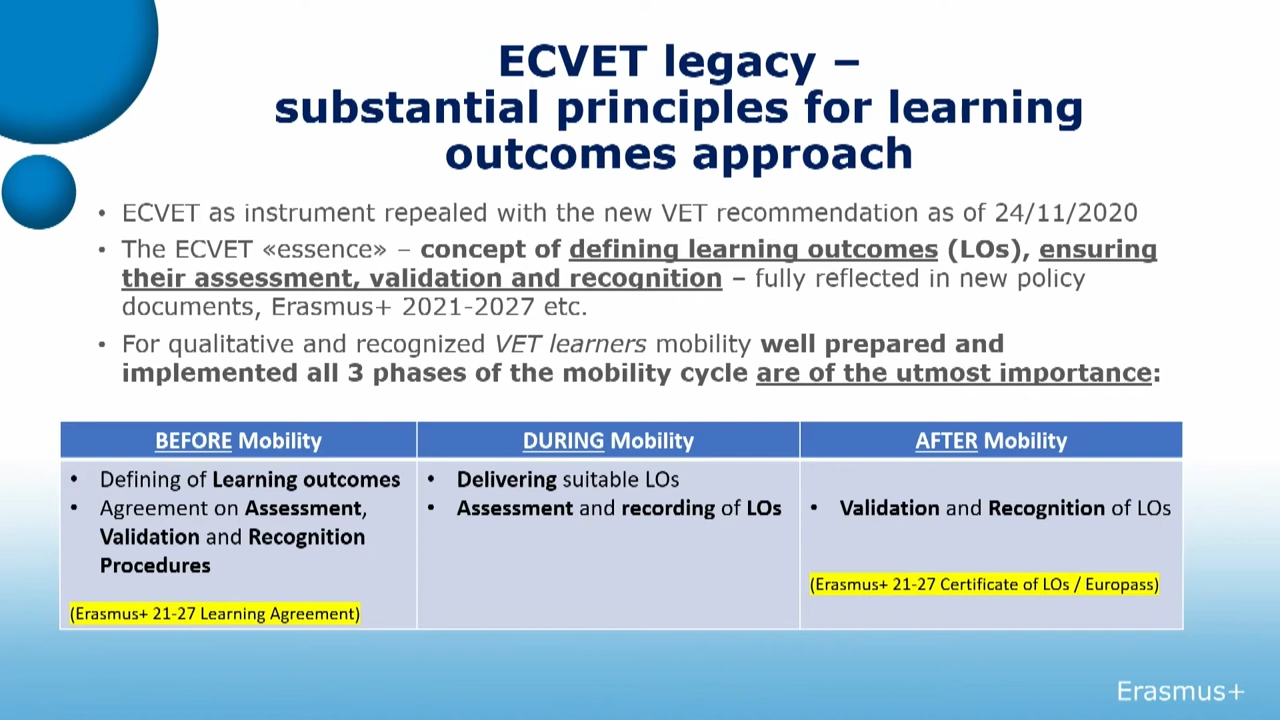 ECVET legacy –
substantial principles for learning
outcomes approach
• ECVET as instrument repealed with the new VET recommendation as of 24/11/2020
• The ECVET «essence» – concept of defining learning outcomes (LOs), ensuring
their assessment, validation and recognition – fully reflected in new policy
documents, Erasmus+ 2021-2027 etc.
• For qualitative and recognized VET learners mobility well prepared and
implemented all 3 phases of the mobility cycle are of the utmost importance:
BEFORE Mobility
• Defining of Learning outcomes
• Agreement on Assessment,
Validation and Recognition
Procedures
(Erasmus+ 21-27 Learning Agreement)
DURING Mobility
• Delivering suitable LOs
• Assessment and recording of LOs
AFTER Mobility
• Validation and Recognition of LOs
(Erasmus+ 21-27 Certificate of LOs / Europass)
Erasmus+